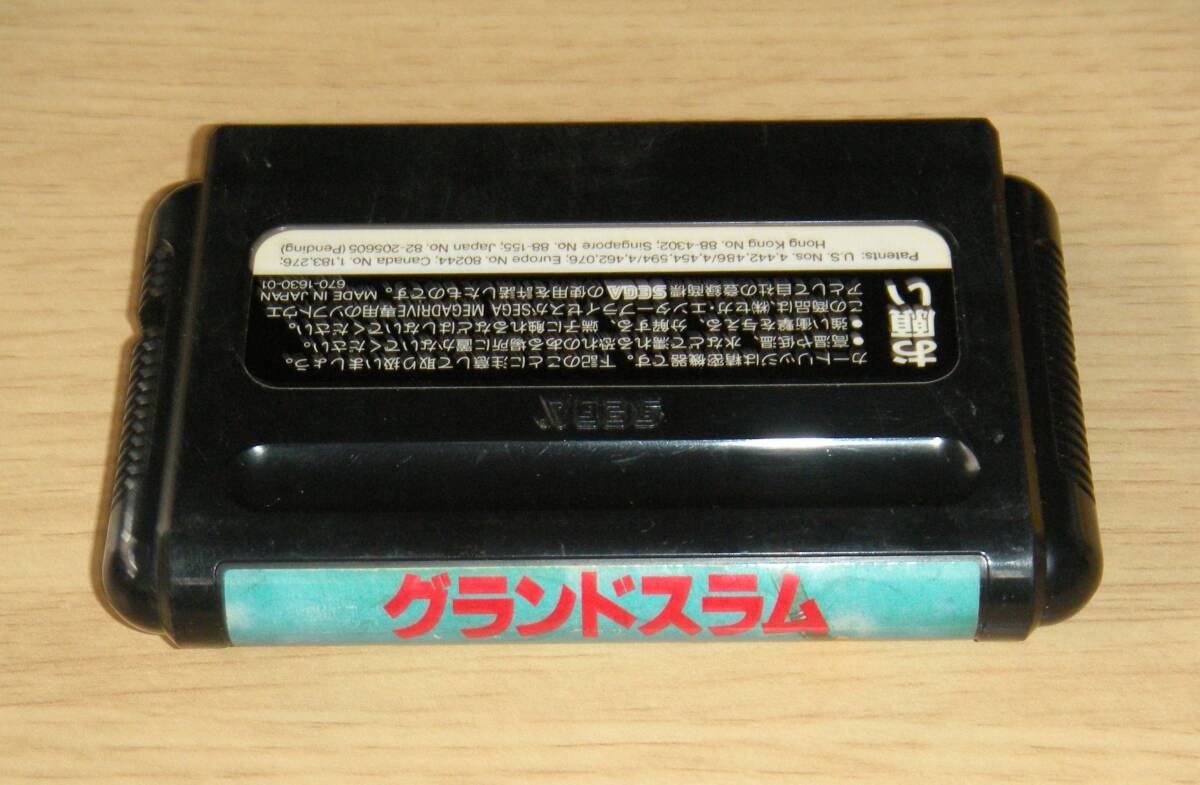 お願い
カートリッジは精密機器です。下記のことに注意して取り扱いましょう。
●高温や低温、水などで濡れる恐れのある場所に置かないでください。
●強い衝撃を与える、分解する、端子に触れるなどはしないでください。
この商品は、㈱セガ・エンタープライゼスがSEGA MEGADRIVE専用のソフトウエ
アとして自社の登録商標SEGAの使用を許諾したものです。 MADE IN JAPAN
670-1630-01
Patents: U.S. Nos. 4,442,486/4,454,594/4,462,076; Europe No. 80244; Canada No. 1,183,276;
Hong Kong No. 88-4302; Singapore No. 88-155; Japan No. 82-205605 (Pending)
SEGA
グランドスラム